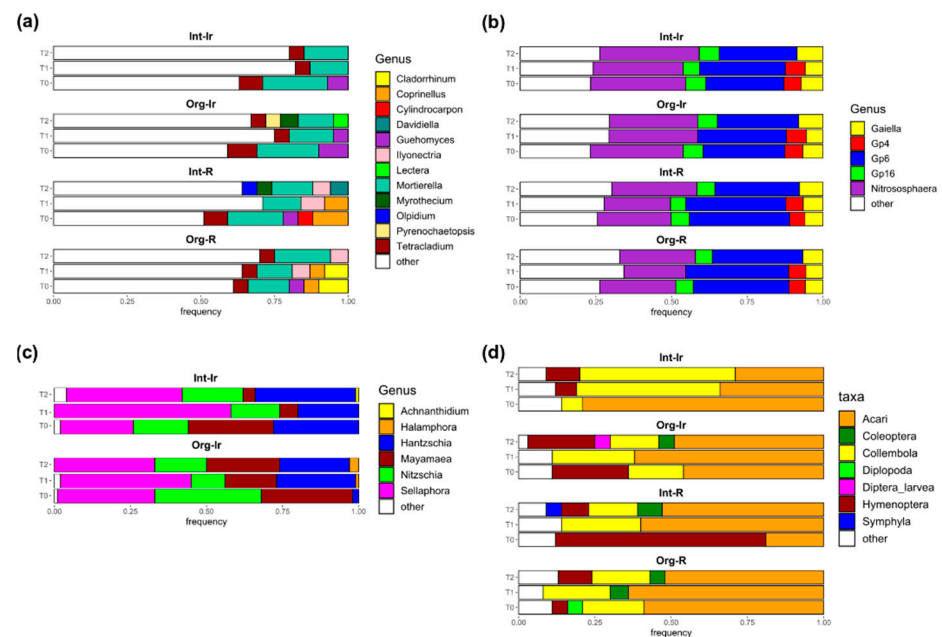 (a)
Int-Ir
T2
T1
T0
Org-Ir
T2
T1
T0
Int-R
T2
T1
T0
Org-R
T2
T1
T0
0.00 0.25 0.50 0.75 1.00
frequency
Genus
Cladorrhinum
Coprinellus
Cylindrocarpon
Davidiella
Guehomyces
Ilyonectria
Lectera
Mortierella
Myrothecium
Olpidium
Pyrenochaetopsis
Tetracladium
other
(b)
Int-Ir
T2
T1
T0
Org-Ir
T2
T1
T0
Int-R
T2
T1
T0
Org-R
T2
T1
T0
0.00 0.25 0.50 0.75 1.00
frequency
Genus
Gaiella
Gp4
Gp6
Gp16
Nitrososphaera
other
(c)
Int-Ir
T2
T1
T0
Org-Ir
T2
T1
T0
0.00 0.25 0.50 0.75 1.00
frequency
Genus
Achnanthidium
Halamphora
Hantzschia
Mayamaea
Nitzschia
Sellaphora
other
(d)
Int-Ir
T2
T1
T0
Org-Ir
T2
T1
T0
Int-R
T2
T1
T0
Org-R
T2
T1
T0
0.00 0.25 0.50 0.75 1.00
frequency
taxa
Acari
Coleoptera
Collembola
Diplopoda
Diptera_larvea
Hymenoptera
Symphyla
other